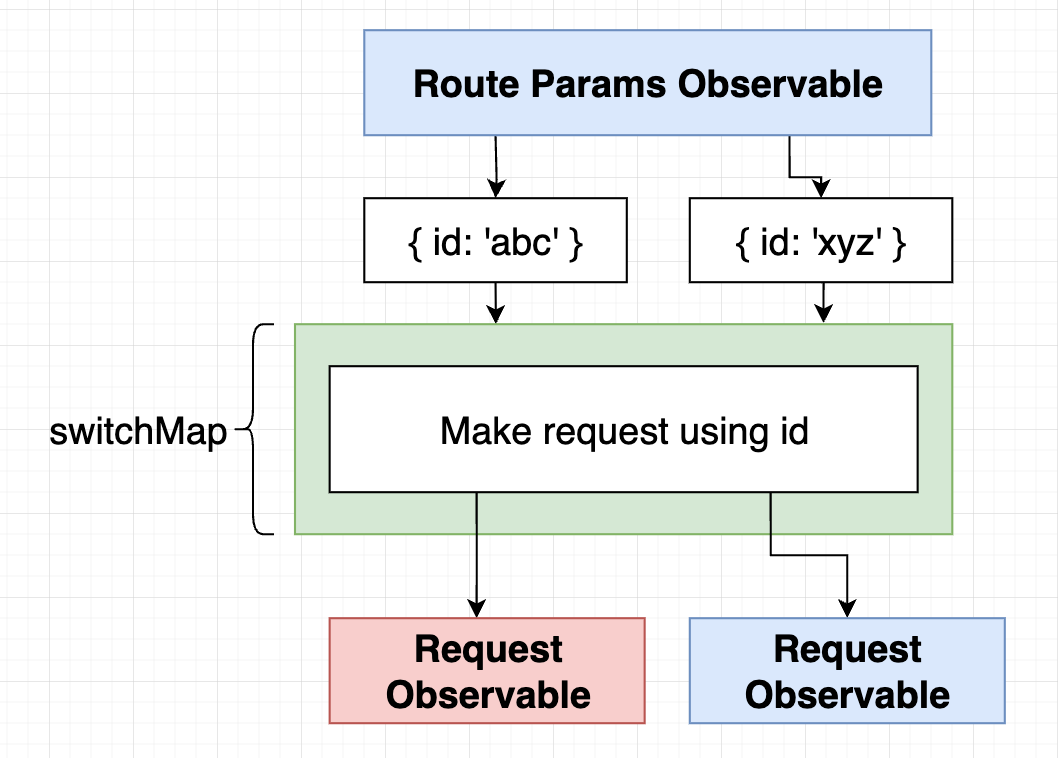 Route Params Observable
{ id: 'abc' }
{ id: 'xyz' }
switchMap
Make request using id
Request
Observable
Request
Observable